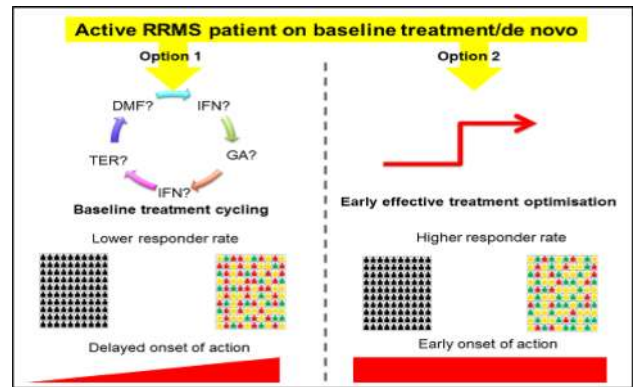 Active RRMS patient on baseline treatment/de novo
Option 1
DMF?
IFN?
TER?
GA?
IFN?
Baseline treatment cycling
Lower responder rate
Delayed onset of action
Option 2
Early effective treatment optimisation
Higher responder rate
Early onset of action